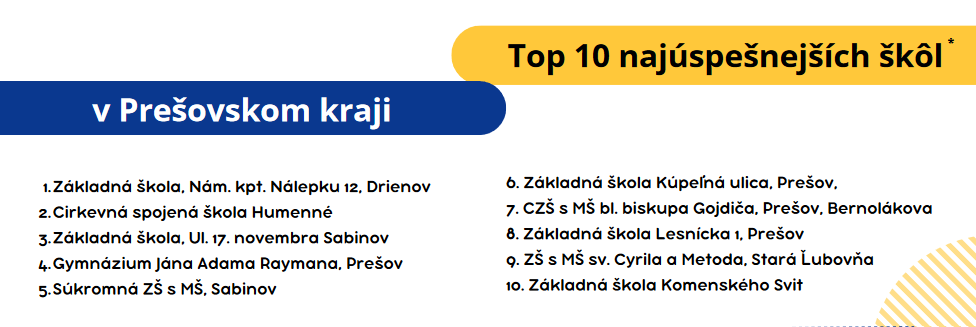 Top 10 najúspešnejších škôl*
v Prešovskom kraji
1. Základná škola, Nám. kpt. Nálepku 12, Drienov
2. Cirkevná spojená škola Humenné
3. Základná škola, Ul. 17. novembra Sabinov
4. Gymnázium Jána Adama Raymana, Prešov
5. Súkromná ZŠ s MŠ, Sabinov
6. Základná škola Kúpeľná ulica, Prešov,
7. CZŠ s MŠ bl. biskupa Gojdiča, Prešov, Bernolákova
8. Základná škola Lesnícka 1, Prešov
9. ZŠ s MŠ sv. Cyrila a Metoda, Stará Ľubovňa
10. Základná škola Komenského Svit